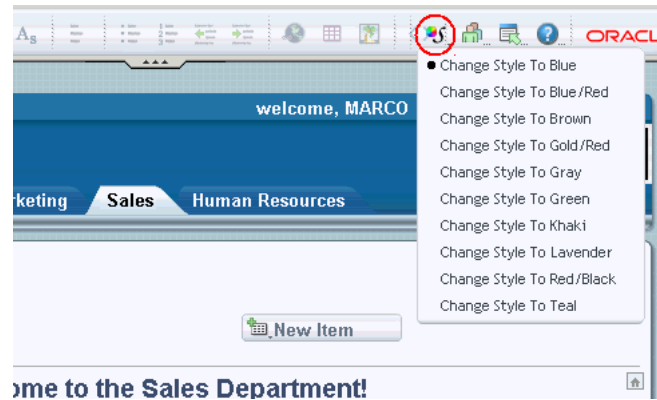 As
ORACL
Change Style To Blue
Change Style To Blue/Red
welcome, MARCO
Change Style To Brown
Change Style To Gold/Red
Change Style To Gray
rketing Sales Human Resources
Change Style To Green
Change Style To Khaki
Change Style To Lavender
Change Style To Red/Black
Change Style To Teal
New Item
ome to the Sales Department!